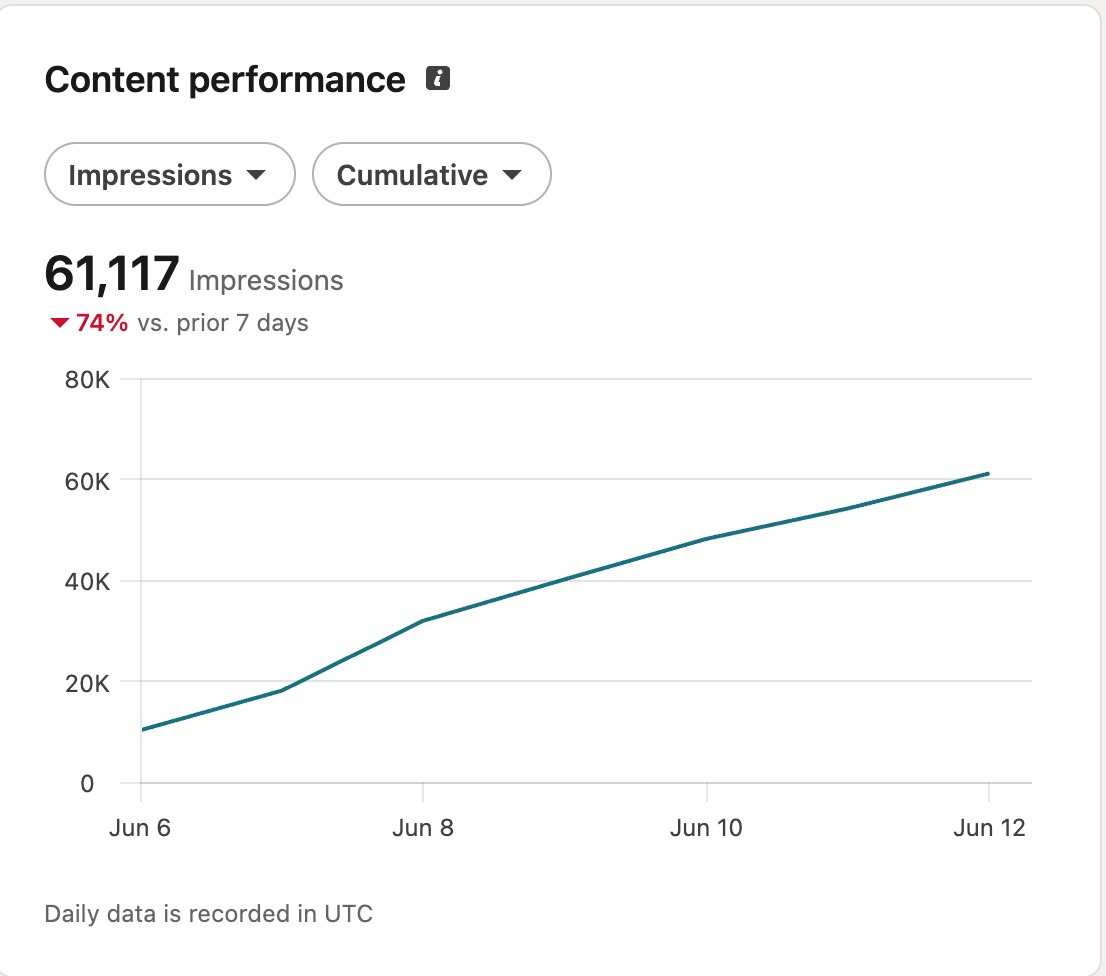 Content performance
Impressions
Cumulative
61,117 Impressions
74% vs. prior 7 days
80K
60K
40K
20K
0
Jun 6 Jun 8 Jun 10 Jun 12
Daily data is recorded in UTC